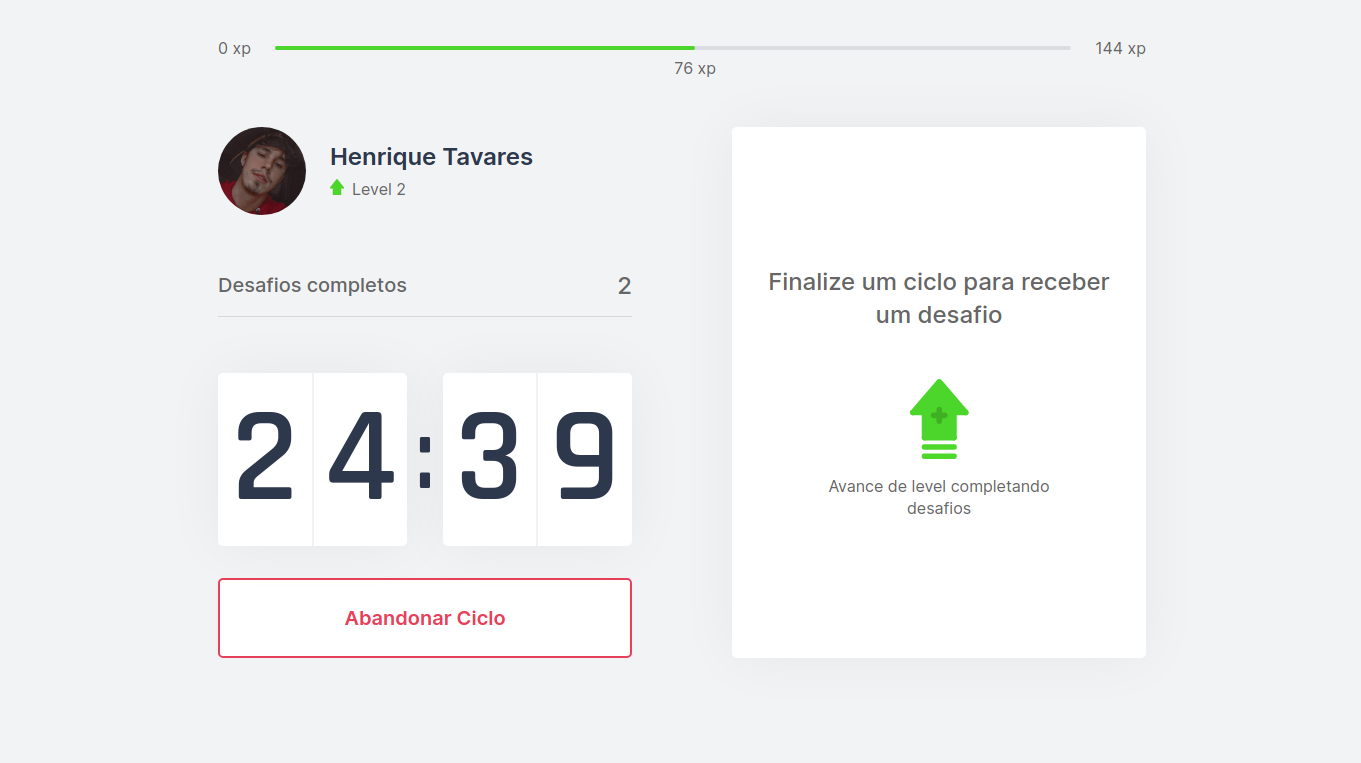 0 xp
144 xp
76 xp
Henrique Tavares
Level 2
Desafios completos
2
24:39
Abandonar Ciclo
Finalize um ciclo para receber
um desafio
Avance de level completando
desafios